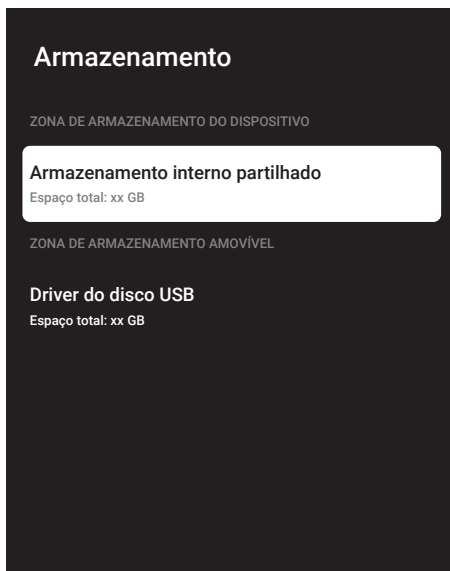 Armazenamento
ZONA DE ARMAZENAMENTO DO DISPOSITIVO
Armazenamento interno partilhado
Espaço total: xx GB
ZONA DE ARMAZENAMENTO AMOVÍVEL
Driver do disco USB
Espaço total: xx GB